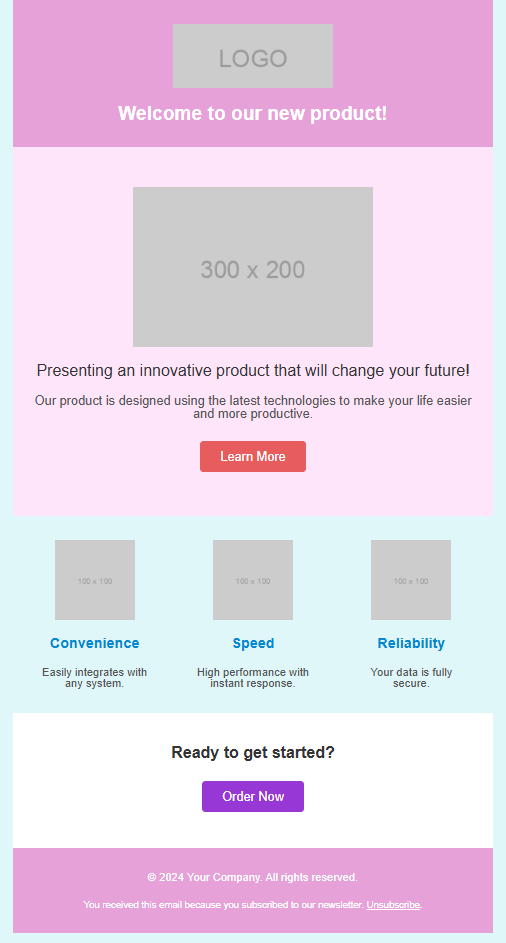 LOGO
Welcome to our new product!
300 x 200
Presenting an innovative product that will change your future!
Our product is designed using the latest technologies to make your life easier
and more productive.
Learn More
100 x 100
100 x 100
100 x 100
Convenience
Speed
Reliability
Easily integrates with
any system.
High performance with
instant response.
Your data is fully
secure.
Ready to get started?
Order Now
© 2024 Your Company. All rights reserved.
You received this email because you subscribed to our newsletter. Unsubscribe.